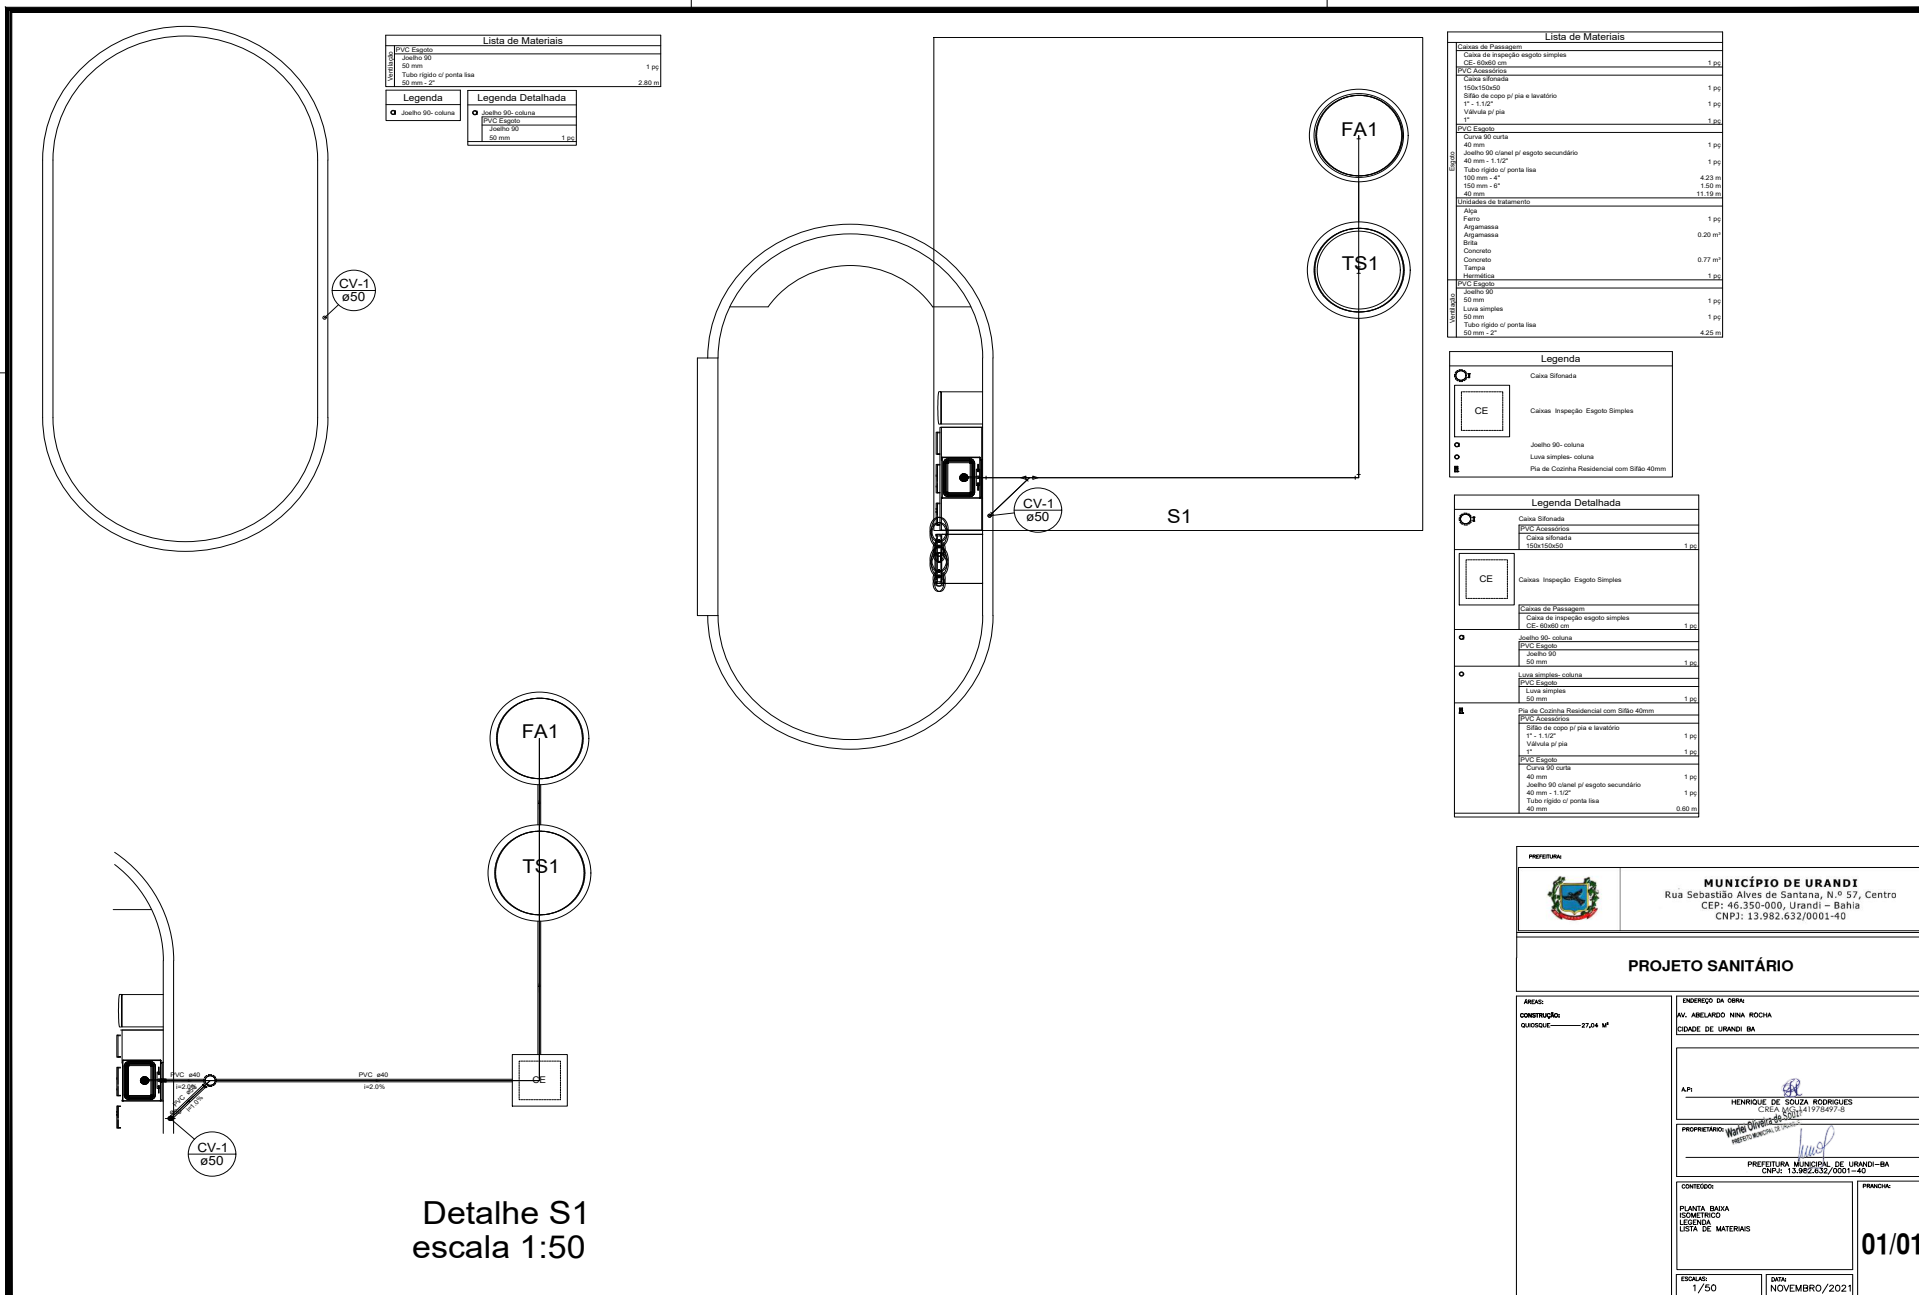 Lista de Materiais
Ventilação
PVC Esgoto
Joelho 90
50 mm 1 pç
Tubo rígido c/ ponta lisa
50 mm - 2" 2.80 m
Legenda
Joelho 90- coluna
Legenda Detalhada
Joelho 90- coluna
PVC Esgoto
Joelho 90
50 mm 1 pç
CV-1
ø50
FA1
TS1
CV-1
ø50
S1
Lista de Materiais
Esgoto
Caixas de Passagem
Caixa de inspeção esgoto simples
CE- 60x60 cm 1 pç
PVC Acessórios
Caixa sifonada
150x150x50 1 pç
Sifão de copo p/ pia e lavatório
1" - 1.1/2" 1 pç
Válvula p/ pia
1" 1 pç
PVC Esgoto
Curva 90 curta
40 mm 1 pç
Joelho 90 c/anel p/ esgoto secundário
40 mm - 1.1/2" 1 pç
Tubo rígido c/ ponta lisa
100 mm - 4" 4.23 m
150 mm - 6" 1.50 m
40 mm 11.19 m
Unidades de tratamento
Alça
Ferro 1 pç
Argamassa
Argamassa 0.20 m³
Brita
Concreto
Concreto 0.77 m³
Tampa
Hermética 1 pç
Ventilação
PVC Esgoto
Joelho 90
50 mm 1 pç
Luva simples
50 mm 1 pç
Tubo rígido c/ ponta lisa
50 mm - 2" 4.25 m
Legenda
Caixa Sifonada
CE
Caixas Inspeção Esgoto Simples
Joelho 90- coluna
Luva simples- coluna
Pia de Cozinha Residencial com Sifão 40mm
Legenda Detalhada
Caixa Sifonada
PVC Acessórios
Caixa sifonada
150x150x50 1 pç
CE
Caixas Inspeção Esgoto Simples
Caixas de Passagem
Caixa de inspeção esgoto simples
CE- 60x60 cm 1 pç
Joelho 90- coluna
PVC Esgoto
Joelho 90
50 mm 1 pç
Luva simples- coluna
PVC Esgoto
Luva simples
50 mm 1 pç
Pia de Cozinha Residencial com Sifão 40mm
PVC Acessórios
Sifão de copo p/ pia e lavatório
1" - 1.1/2" 1 pç
Válvula p/ pia
1" 1 pç
PVC Esgoto
Curva 90 curta
40 mm 1 pç
Joelho 90 c/anel p/ esgoto secundário
40 mm - 1.1/2" 1 pç
Tubo rígido c/ ponta lisa
40 mm 0.60 m
FA1
TS1
CE
PVC ø40
i=2.0%
PVC ø40
i=2.0%
PVC ø50
i=1.0%
CV-1
ø50
Detalhe S1
escala 1:50
PREFEITURA:
MUNICÍPIO DE URANDI
Rua Sebastião Alves de Santana, N.º 57, Centro
CEP: 46.350-000, Urandi – Bahia
CNPJ: 13.982.632/0001-40
PROJETO SANITÁRIO
ÁREAS:
CONSTRUÇÃO:
QUIOSQUE 27,04 M²
ENDEREÇO DA OBRA:
AV. ABELARDO NINA ROCHA
CIDADE DE URANDI BA
A.P:
HENRIQUE DE SOUZA RODRIGUES
CREA MG 141978497-8
PROPRIETÁRIO:
Warlei Oliveira de Souza
PREFEITO MUNICIPAL DE
PREFEITURA MUNICIPAL DE URANDI-BA
CNPJ: 13.982.632/0001-40
CONTEÚDO:
PLANTA BAIXA
ISOMETRICO
LEGENDA
LISTA DE MATERIAIS
PRANCHA:
01/01
ESCALAS:
1/50
DATA:
NOVEMBRO/2021